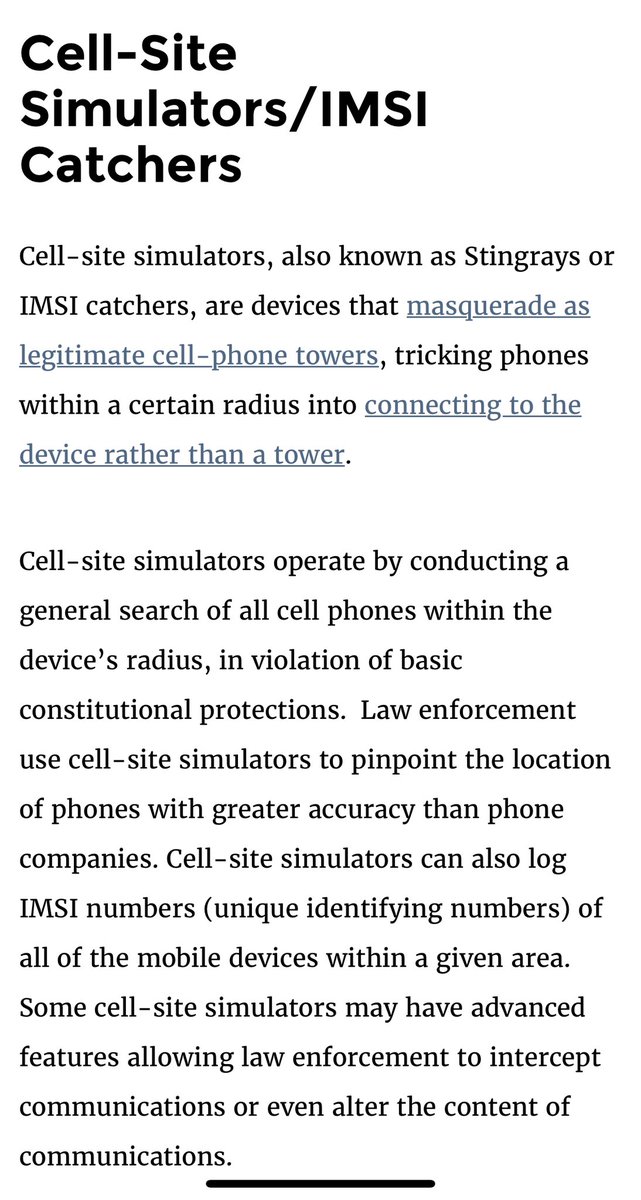 Cell-Site
Simulators/IMSI
Catchers
Cell-site simulators, also known as Stingrays or
IMSI catchers, are devices that masquerade as
legitimate cell-phone towers, tricking phones
within a certain radius into connecting to the
device rather than a tower.
Cell-site simulators operate by conducting a
general search of all cell phones within the
device’s radius, in violation of basic
constitutional protections.  Law enforcement
use cell-site simulators to pinpoint the location
of phones with greater accuracy than phone
companies. Cell-site simulators can also log
IMSI numbers (unique identifying numbers) of
all of the mobile devices within a given area.
Some cell-site simulators may have advanced
features allowing law enforcement to intercept
communications or even alter the content of
communications.